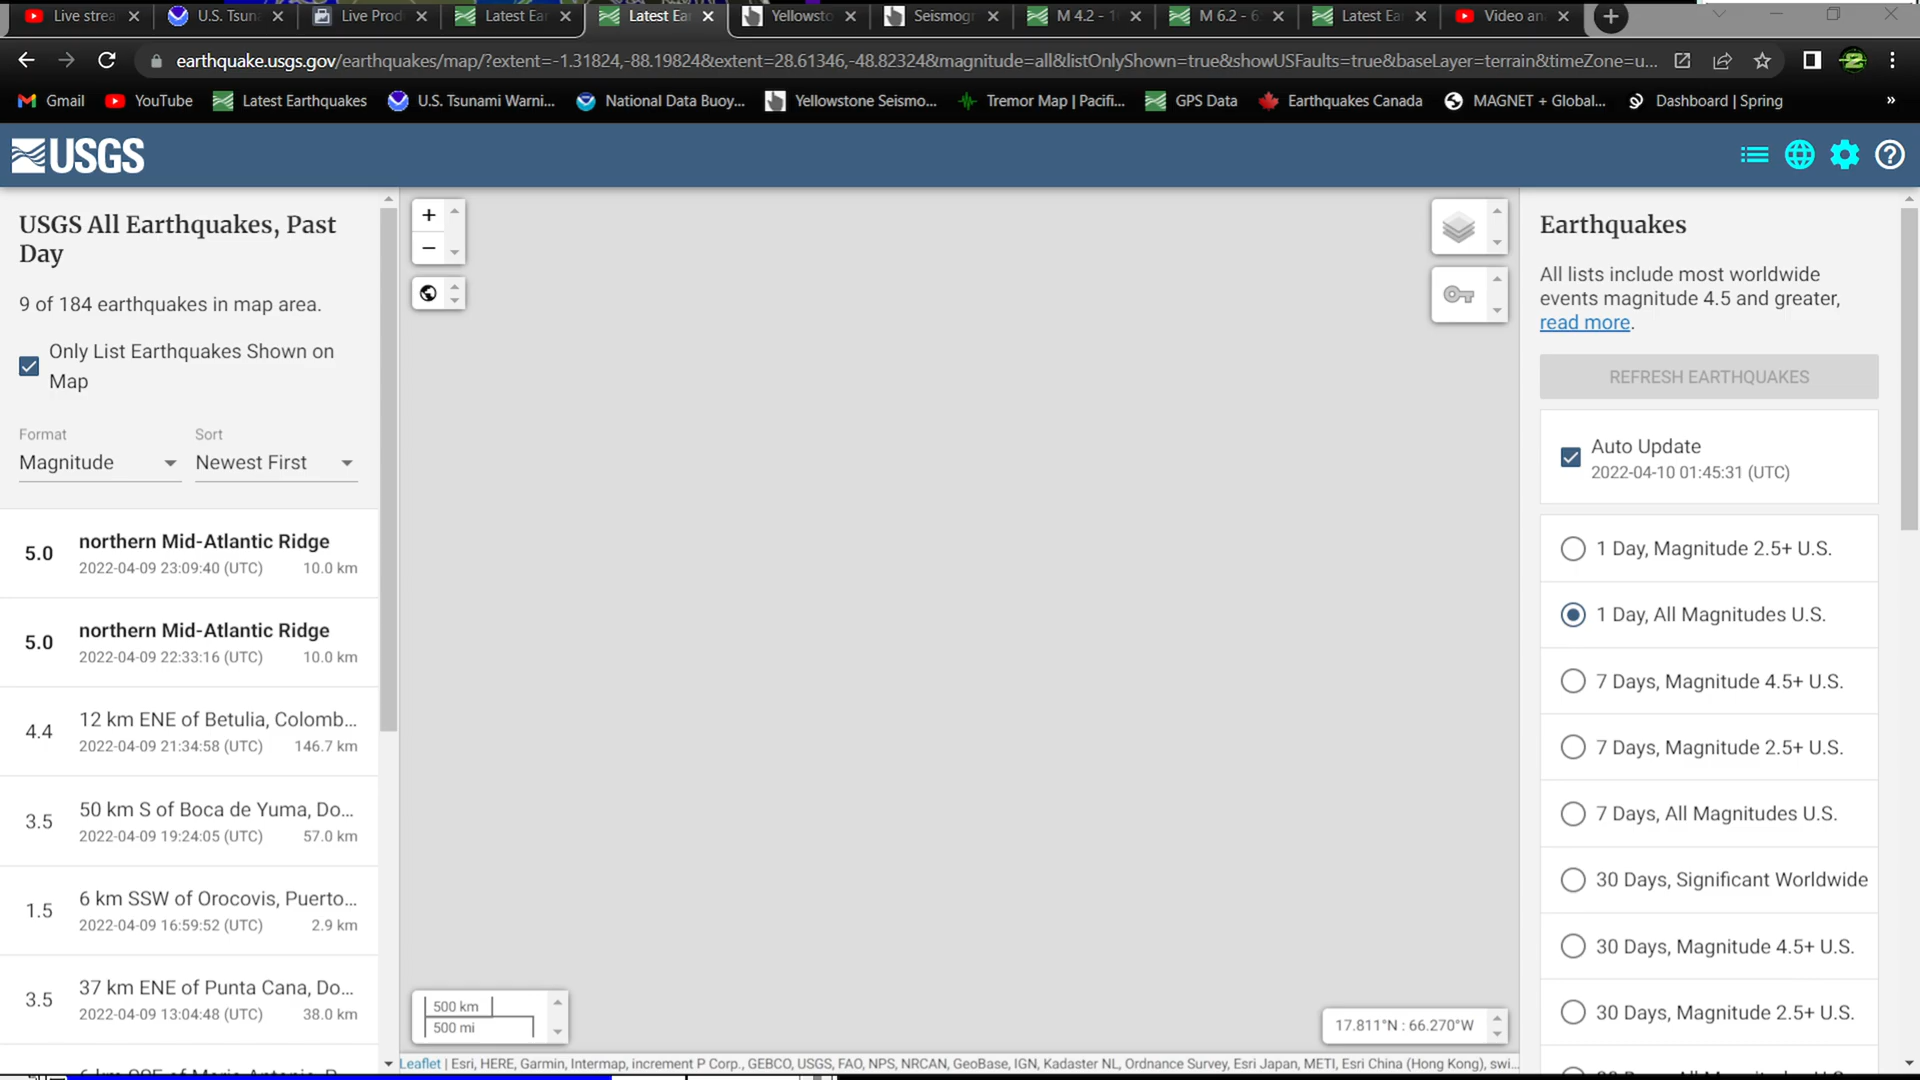 Live strea
U.S. Tsun
Live Prod
Latest Ea
Latest Ea
Yellowsto
Seismogr
M 4.2 - 1
M 6.2 - 6
Latest Ea
Video an
earthquake.usgs.gov/earthquakes/map/?extent=-1.31824,-88.19824&extent=28.61346,-48.82324&magnitude=all&listOnlyShown=true&showUSFaults=true&baseLayer=terrain&timeZone=u...
Gmail
YouTube
Latest Earthquakes
U.S. Tsunami Warni...
National Data Buoy...
Yellowstone Seismo...
Tremor Map | Pacifi...
GPS Data
Earthquakes Canada
MAGNET + Global...
Dashboard | Spring
»
USGS
USGS All Earthquakes, Past
Day
9 of 184 earthquakes in map area.
Only List Earthquakes Shown on
Map
Format
Magnitude
Sort
Newest First
5.0
northern Mid-Atlantic Ridge
2022-04-09 23:09:40 (UTC) 10.0 km
5.0
northern Mid-Atlantic Ridge
2022-04-09 22:33:16 (UTC) 10.0 km
4.4
12 km ENE of Betulia, Colomb...
2022-04-09 21:34:58 (UTC) 146.7 km
3.5
50 km S of Boca de Yuma, Do...
2022-04-09 19:24:05 (UTC) 57.0 km
1.5
6 km SSW of Orocovis, Puerto...
2022-04-09 16:59:52 (UTC) 2.9 km
3.5
37 km ENE of Punta Cana, Do...
2022-04-09 13:04:48 (UTC) 38.0 km
+
−
500 km
500 mi
17.811°N : 66.270°W
Leaflet | Esri, HERE, Garmin, Intermap, increment P Corp., GEBCO, USGS, FAO, NPS, NRCAN, GeoBase, IGN, Kadaster NL, Ordnance Survey, Esri Japan, METI, Esri China (Hong Kong), swi...
Earthquakes
All lists include most worldwide
events magnitude 4.5 and greater,
read more.
REFRESH EARTHQUAKES
Auto Update
2022-04-10 01:45:31 (UTC)
1 Day, Magnitude 2.5+ U.S.
1 Day, All Magnitudes U.S.
7 Days, Magnitude 4.5+ U.S.
7 Days, Magnitude 2.5+ U.S.
7 Days, All Magnitudes U.S.
30 Days, Significant Worldwide
30 Days, Magnitude 4.5+ U.S.
30 Days, Magnitude 2.5+ U.S.